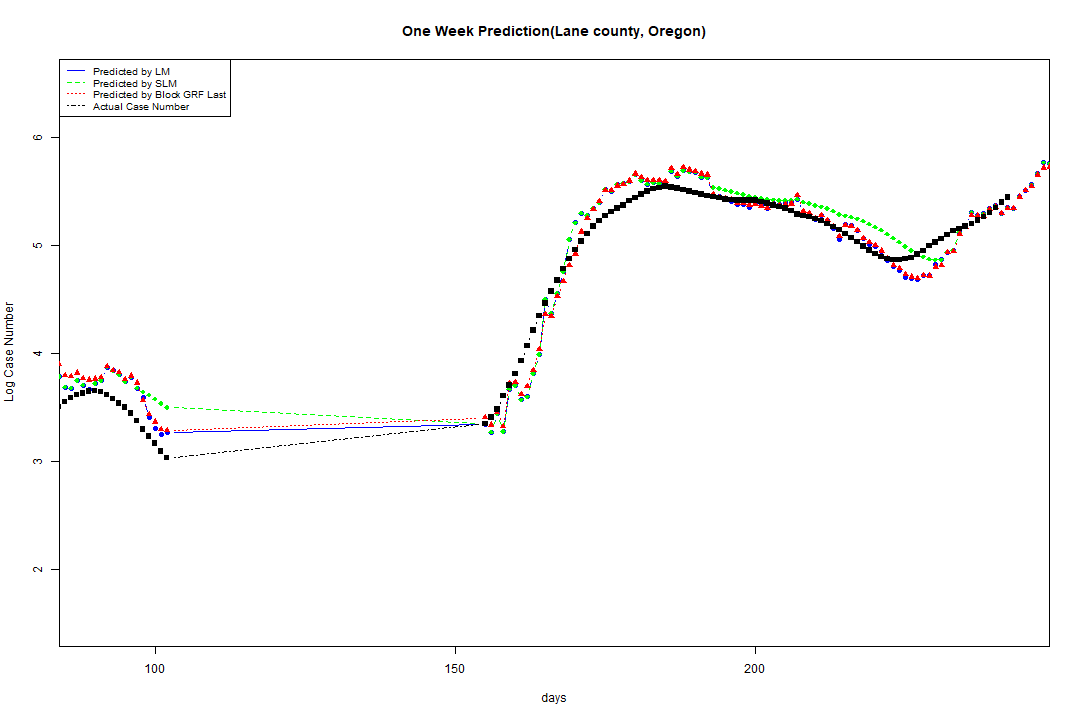 One Week Prediction(Lane county, Oregon)
Predicted by LM
Predicted by SLM
Predicted by Block GRF Last
Actual Case Number
6
5
4
3
2
Log Case Number
100 150 200
days